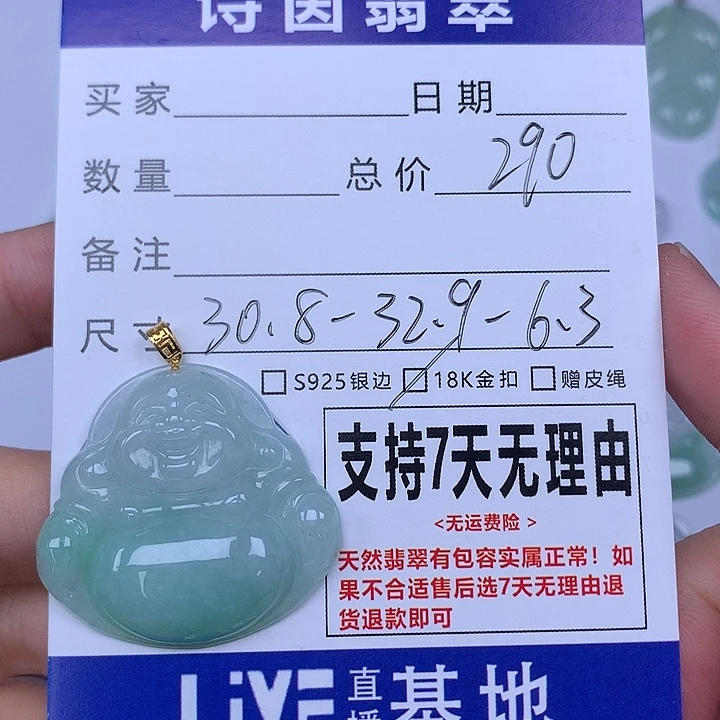 诗因翡翠
买家 日期
数量 总价 290
备注
尺寸 30.8-32.9-6.3
□S925银边 □18K金扣 □赠皮绳
支持7天无理由
<无运费险>
天然翡翠有包容实属正常！如
果不合适售后选7天无理由退
货退款即可
LiVE 直播 基地